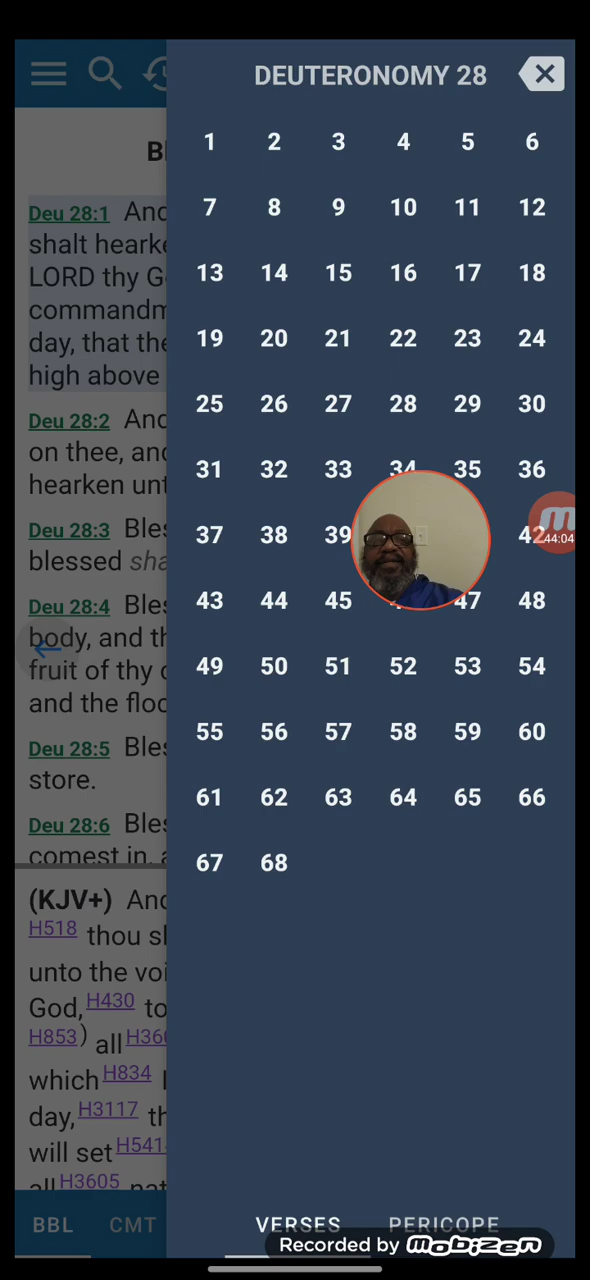 DEUTERONOMY 28
1 2 3 4 5 6
7 8 9 10 11 12
13 14 15 16 17 18
19 20 21 22 23 24
25 26 27 28 29 30
31 32 33 34 35 36
37 38 39 42
43 44 45 47 48
49 50 51 52 53 54
55 56 57 58 59 60
61 62 63 64 65 66
67 68
44:04
Deu 28:1 And
shalt hearke
LORD thy G
commandm
day, that the
high above
Deu 28:2 And
on thee, and
hearken unt
Deu 28:3 Bles
blessed sha
Deu 28:4 Bles
body, and th
fruit of thy
and the floc
Deu 28:5 Bles
store.
Deu 28:6 Bles
comest in, a
(KJV+) And
H518 thou sh
unto the voi
God, H430 to
H853) all H360
which H834
day, H3117 th
will set H541
all H3605 nat
BBL CMT VERSES PERICOPE
Recorded by mobizen